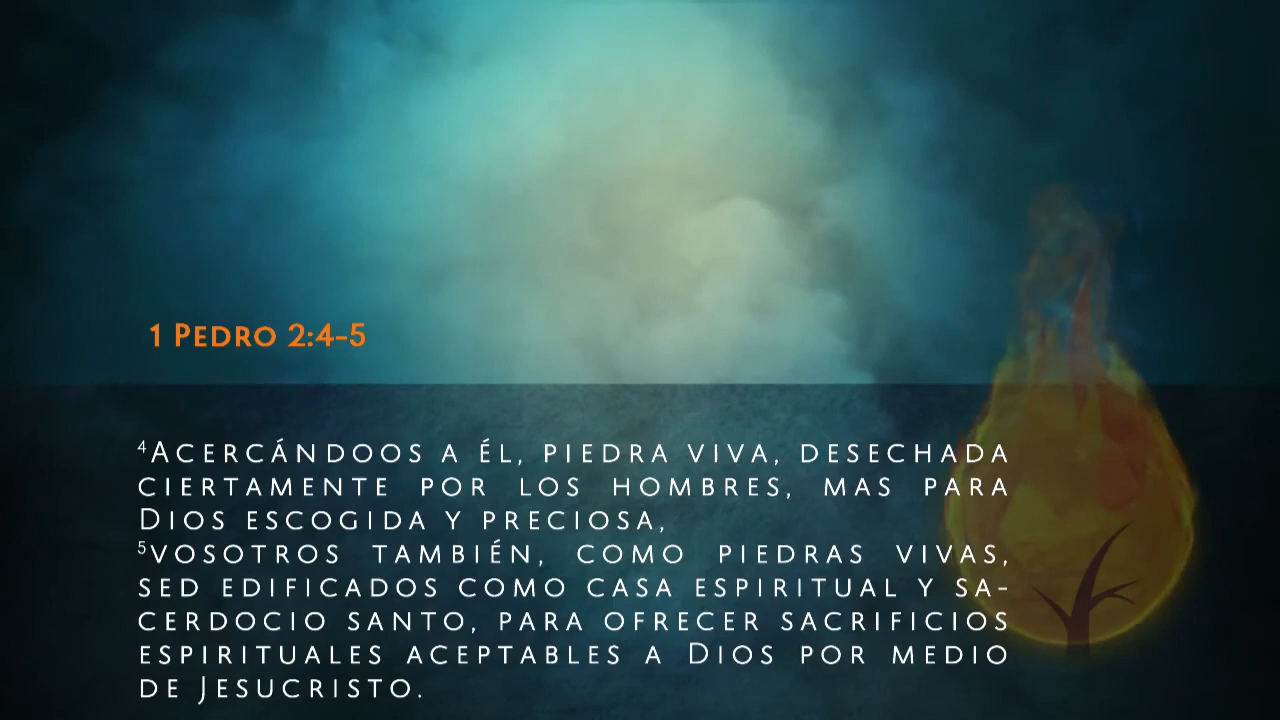 1 Pedro 2:4-5
⁴Acercándoos a él, piedra viva, desechada
ciertamente por los hombres, mas para
Dios escogida y preciosa,
⁵vosotros también, como piedras vivas,
sed edificados como casa espiritual y sa-
cerdocio santo, para ofrecer sacrificios
espirituales aceptables a Dios por medio
de Jesucristo.